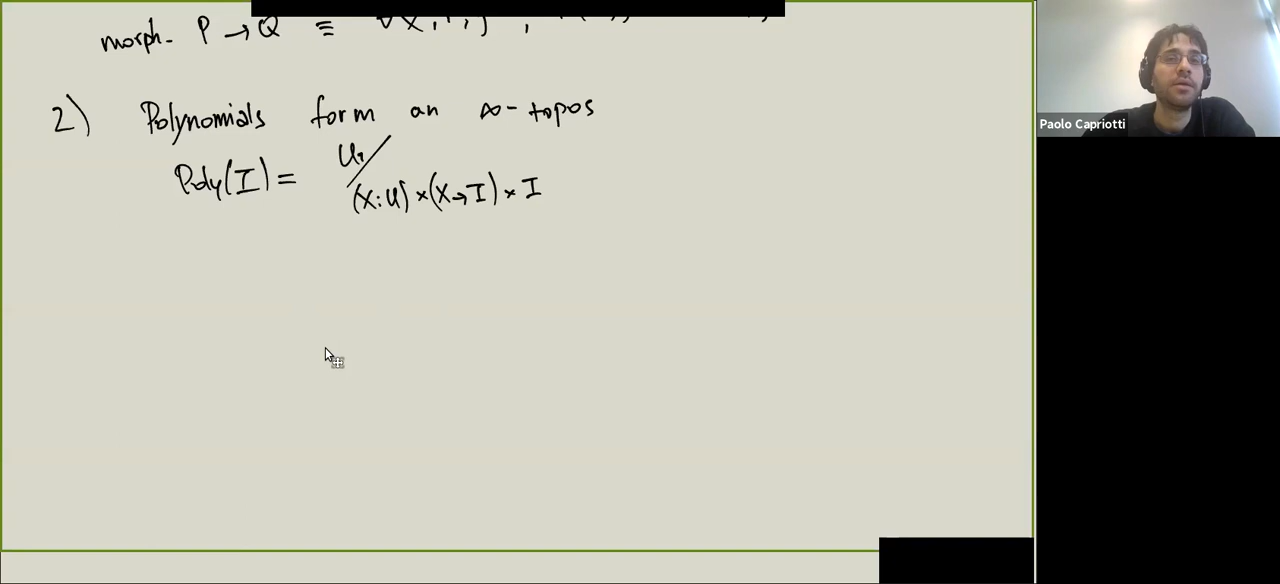 morph. P → Q ≡ ∀ X,
2) Polynomials form an ∞-topos
Poly(I) = U₁ / (X:U) × (X→I) × I
Paolo Capriotti